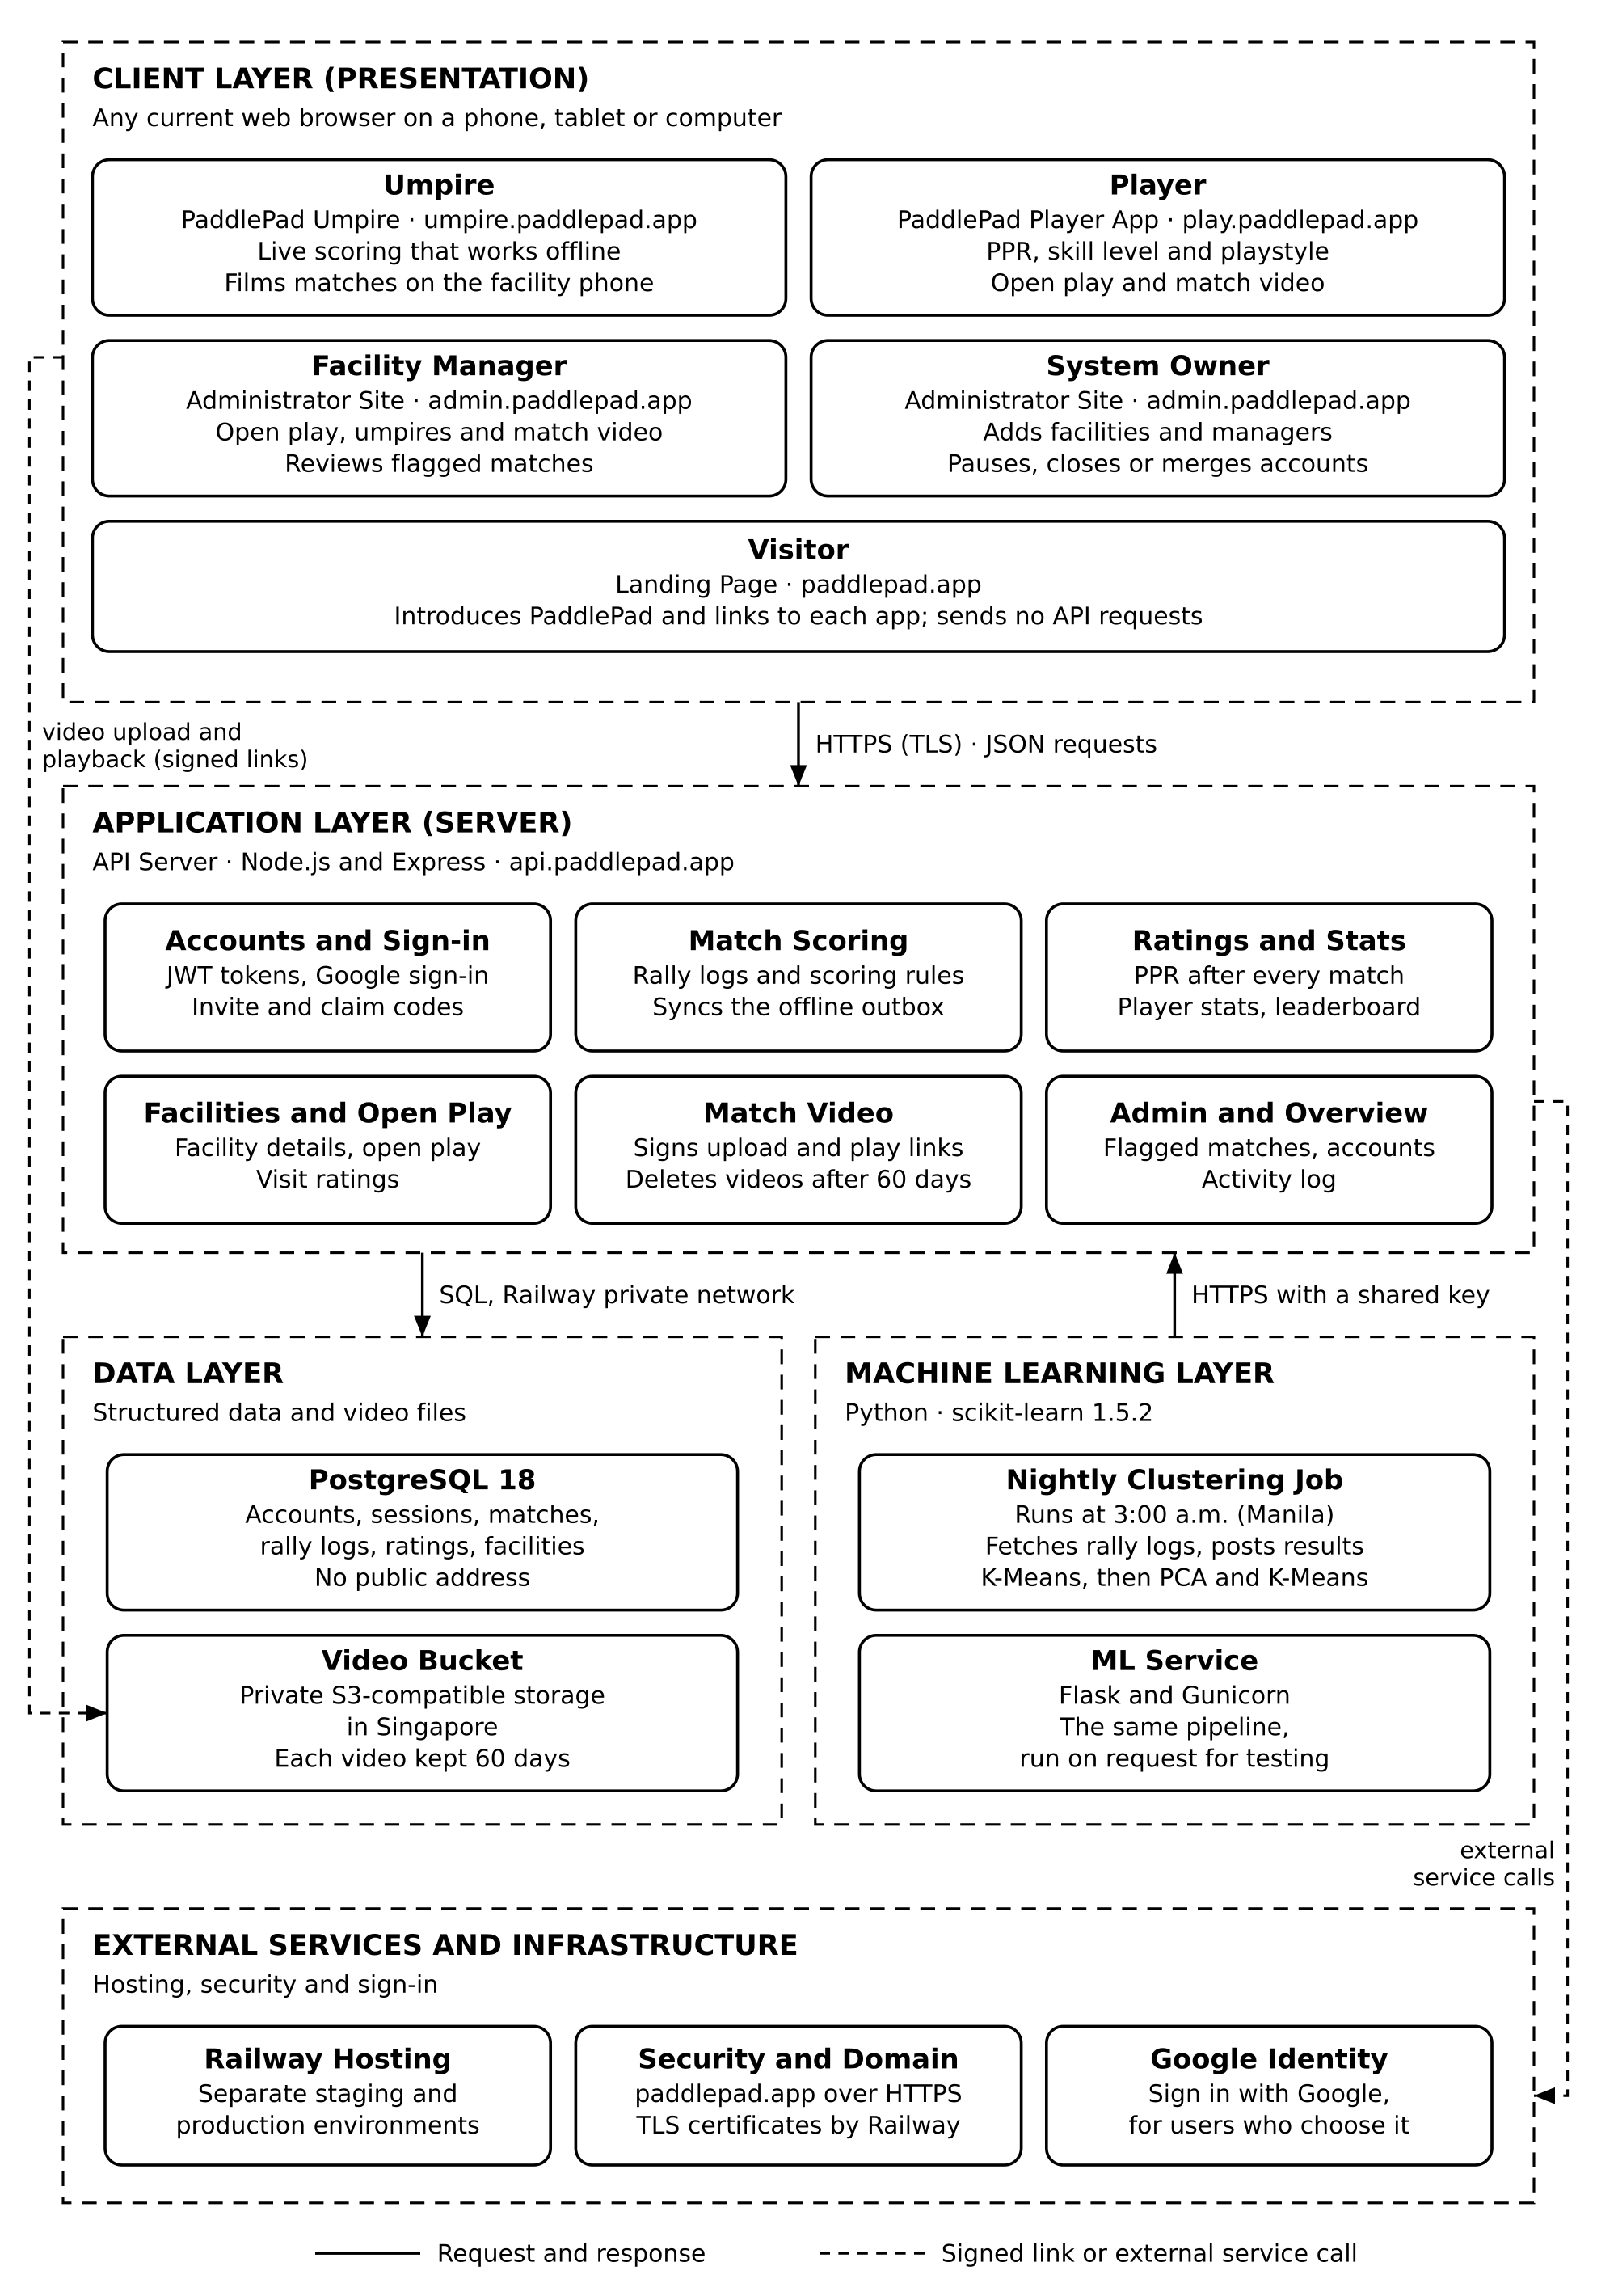 CLIENT LAYER (PRESENTATION)
Any current web browser on a phone, tablet or computer
Umpire
PaddlePad Umpire · umpire.paddlepad.app
Live scoring that works offline
Films matches on the facility phone
Player
PaddlePad Player App · play.paddlepad.app
PPR, skill level and playstyle
Open play and match video
Facility Manager
Administrator Site · admin.paddlepad.app
Open play, umpires and match video
Reviews flagged matches
System Owner
Administrator Site · admin.paddlepad.app
Adds facilities and managers
Pauses, closes or merges accounts
Visitor
Landing Page · paddlepad.app
Introduces PaddlePad and links to each app; sends no API requests
video upload and
playback (signed links)
HTTPS (TLS) · JSON requests
APPLICATION LAYER (SERVER)
API Server · Node.js and Express · api.paddlepad.app
Accounts and Sign-in
JWT tokens, Google sign-in
Invite and claim codes
Match Scoring
Rally logs and scoring rules
Syncs the offline outbox
Ratings and Stats
PPR after every match
Player stats, leaderboard
Facilities and Open Play
Facility details, open play
Visit ratings
Match Video
Signs upload and play links
Deletes videos after 60 days
Admin and Overview
Flagged matches, accounts
Activity log
SQL, Railway private network
HTTPS with a shared key
DATA LAYER
Structured data and video files
PostgreSQL 18
Accounts, sessions, matches,
rally logs, ratings, facilities
No public address
Video Bucket
Private S3-compatible storage
in Singapore
Each video kept 60 days
MACHINE LEARNING LAYER
Python · scikit-learn 1.5.2
Nightly Clustering Job
Runs at 3:00 a.m. (Manila)
Fetches rally logs, posts results
K-Means, then PCA and K-Means
ML Service
Flask and Gunicorn
The same pipeline,
run on request for testing
external
service calls
EXTERNAL SERVICES AND INFRASTRUCTURE
Hosting, security and sign-in
Railway Hosting
Separate staging and
production environments
Security and Domain
paddlepad.app over HTTPS
TLS certificates by Railway
Google Identity
Sign in with Google,
for users who choose it
Request and response
Signed link or external service call